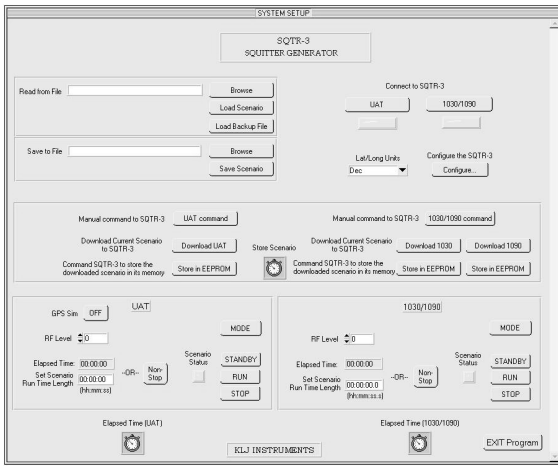 SYSTEM SETUP
SQTR-3
SQUITTER GENERATOR
Read from File
Browse
Load Scenario
Load Backup File
Save to File
Browse
Save Scenario
Connect to SQTR-3
UAT
1030/1090
Lat/Long Units
Dec
Configure the SQTR-3
Configure...
Manual command to SQTR-3
UAT command
Manual command to SQTR-3
1030/1090 command
Download Current Scenario
to SQTR-3
Download UAT
Store Scenario
Download Current Scenario
to SQTR-3
Download 1030
Download 1090
Command SQTR-3 to store the
downloaded scenario in its memory
Store in EEPROM
Command SQTR-3 to store the
downloaded scenario in its memory
Store in EEPROM
Store in EEPROM
UAT
GPS Sim
OFF
MODE
RF Level
0
Elapsed Time:
00:00:00
Set Scenario
Run Time Length
00:00:00
(hh:mm:ss)
--OR--
Non-
Stop
Scenario
Status
STANDBY
RUN
STOP
1030/1090
MODE
RF Level
0
Elapsed Time:
00:00:00
Set Scenario
Run Time Length
00:00:00.0
(hh:mm:ss.s)
--OR--
Non-
Stop
Scenario
Status
STANDBY
RUN
STOP
Elapsed Time (UAT)
KLJ INSTRUMENTS
Elapsed Time (1030/1090)
EXIT Program